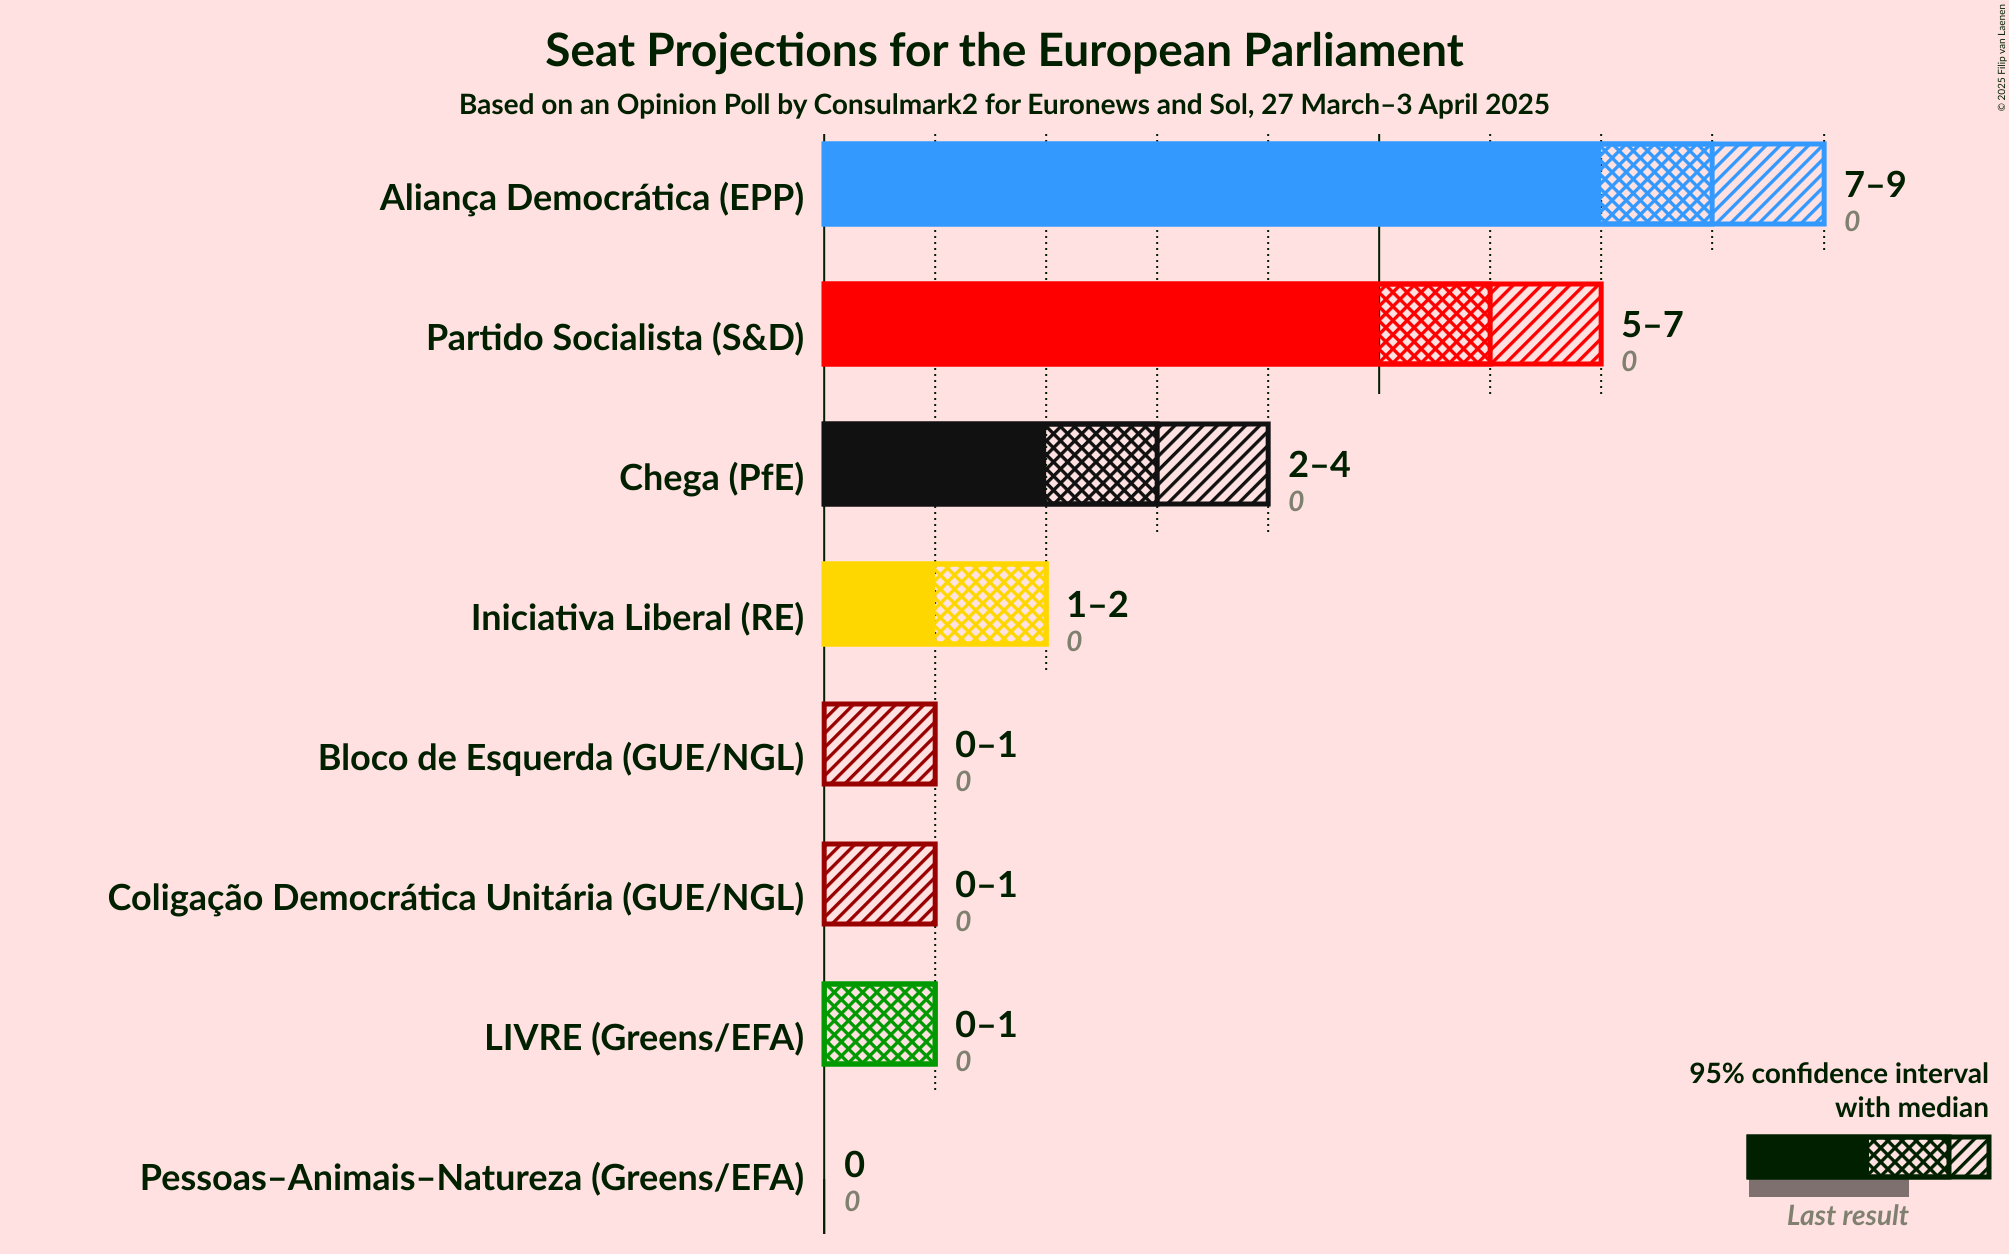 Seat Projections for the European Parliament
Based on an Opinion Poll by Consulmark2 for Euronews and Sol, 27 March–3 April 2025
© 2025 Filip van Laenen
Aliança Democrática (EPP)
7–9
0
Partido Socialista (S&D)
5–7
0
Chega (PfE)
2–4
0
Iniciativa Liberal (RE)
1–2
0
Bloco de Esquerda (GUE/NGL)
0–1
0
Coligação Democrática Unitária (GUE/NGL)
0–1
0
LIVRE (Greens/EFA)
0–1
0
Pessoas–Animais–Natureza (Greens/EFA)
0
0
95% confidence interval
with median
Last result